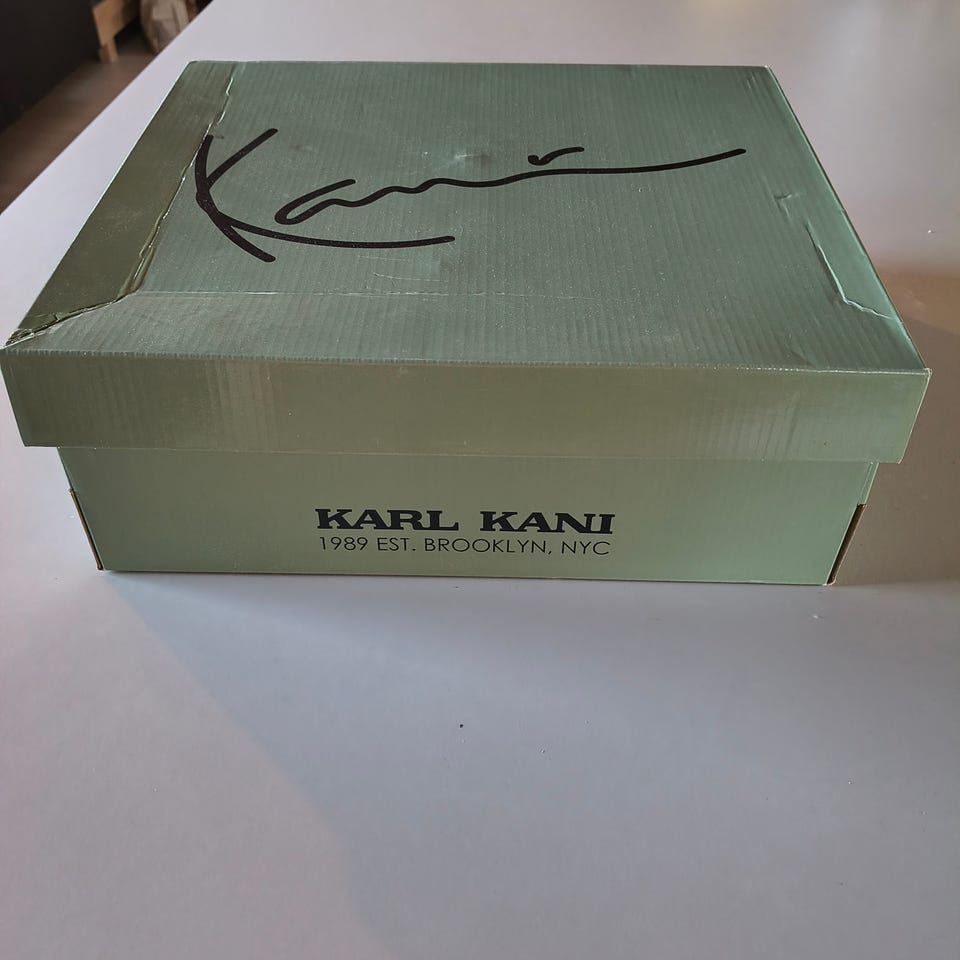 Kani
KARL KANI
1989 EST. BROOKLYN, NYC